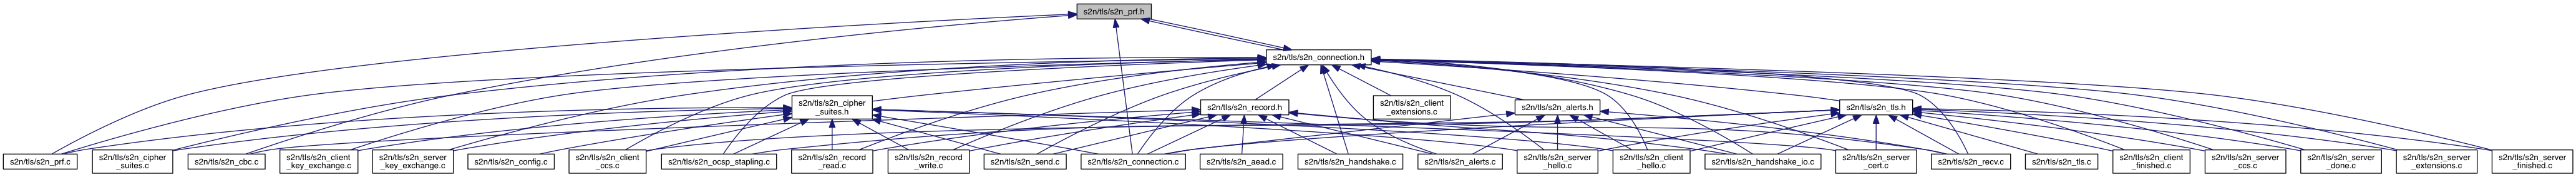 s2n/tls/s2n_prf.h
s2n/tls/s2n_connection.h
s2n/tls/s2n_cipher
_suites.h
s2n/tls/s2n_record.h
s2n/tls/s2n_client
_extensions.c
s2n/tls/s2n_alerts.h
s2n/tls/s2n_tls.h
s2n/tls/s2n_prf.c
s2n/tls/s2n_cipher
_suites.c
s2n/tls/s2n_cbc.c
s2n/tls/s2n_client
_key_exchange.c
s2n/tls/s2n_server
_key_exchange.c
s2n/tls/s2n_config.c
s2n/tls/s2n_client
_ccs.c
s2n/tls/s2n_ocsp_stapling.c
s2n/tls/s2n_record
_read.c
s2n/tls/s2n_record
_write.c
s2n/tls/s2n_send.c
s2n/tls/s2n_connection.c
s2n/tls/s2n_aead.c
s2n/tls/s2n_handshake.c
s2n/tls/s2n_alerts.c
s2n/tls/s2n_server
_hello.c
s2n/tls/s2n_client
_hello.c
s2n/tls/s2n_handshake_io.c
s2n/tls/s2n_server
_cert.c
s2n/tls/s2n_recv.c
s2n/tls/s2n_tls.c
s2n/tls/s2n_client
_finished.c
s2n/tls/s2n_server
_ccs.c
s2n/tls/s2n_server
_done.c
s2n/tls/s2n_server
_extensions.c
s2n/tls/s2n_server
_finished.c